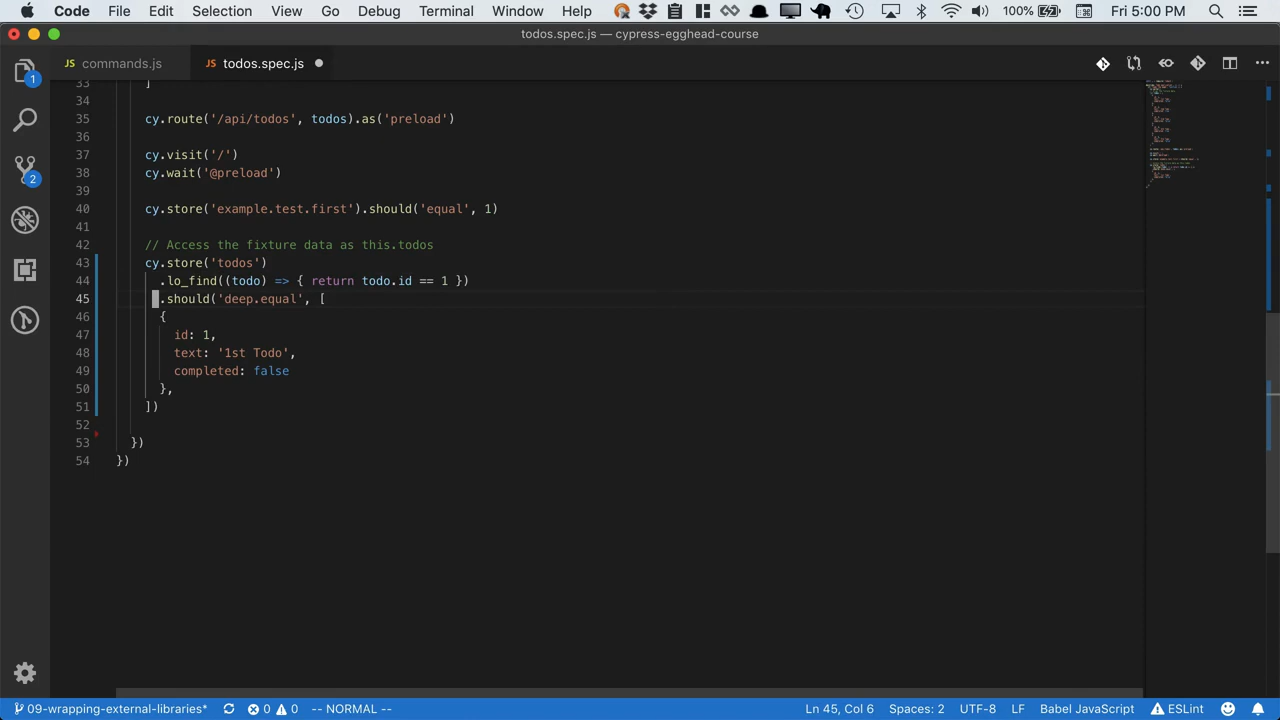 Code File Edit Selection View Go Debug Terminal Window Help 100% Fri 5:00 PM
todos.spec.js — cypress-egghead-course
JS commands.js JS todos.spec.js
1
2
33 ]
34
35 cy.route('/api/todos', todos).as('preload')
36
37 cy.visit('/')
38 cy.wait('@preload')
39
40 cy.store('example.test.first').should('equal', 1)
41
42 // Access the fixture data as this.todos
43 cy.store('todos')
44 .lo_find((todo) => { return todo.id == 1 })
45 .should('deep.equal', [
46 {
47 id: 1,
48 text: '1st Todo',
49 completed: false
50 },
51 ])
52
53 })
54 })
09-wrapping-external-libraries* 0 0 -- NORMAL -- Ln 45, Col 6 Spaces: 2 UTF-8 LF Babel JavaScript ESLint